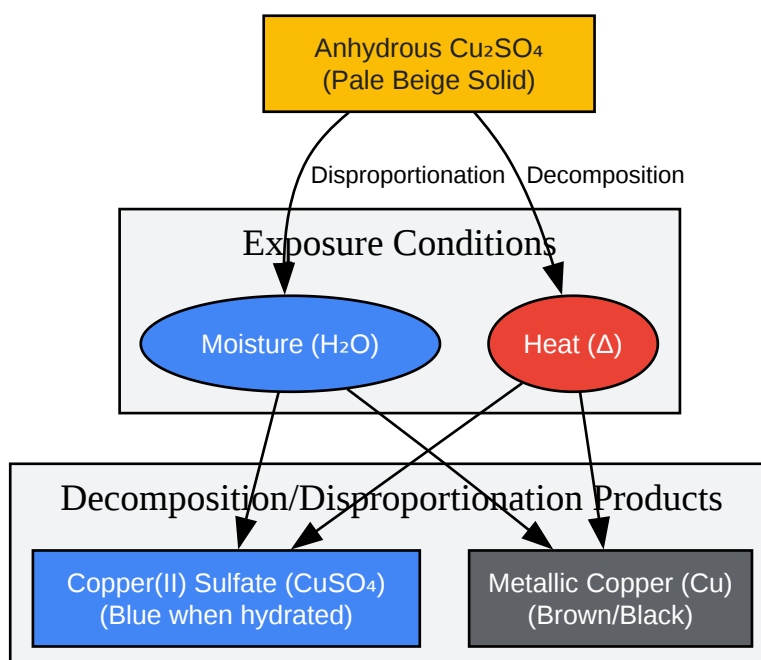 Anhydrous Cu₂SO₄
(Pale Beige Solid)
Disproportionation
Decomposition
Exposure Conditions
Moisture (H₂O)
Heat (Δ)
Decomposition/Disproportionation Products
Copper(II) Sulfate (CuSO₄)
(Blue when hydrated)
Metallic Copper (Cu)
(Brown/Black)